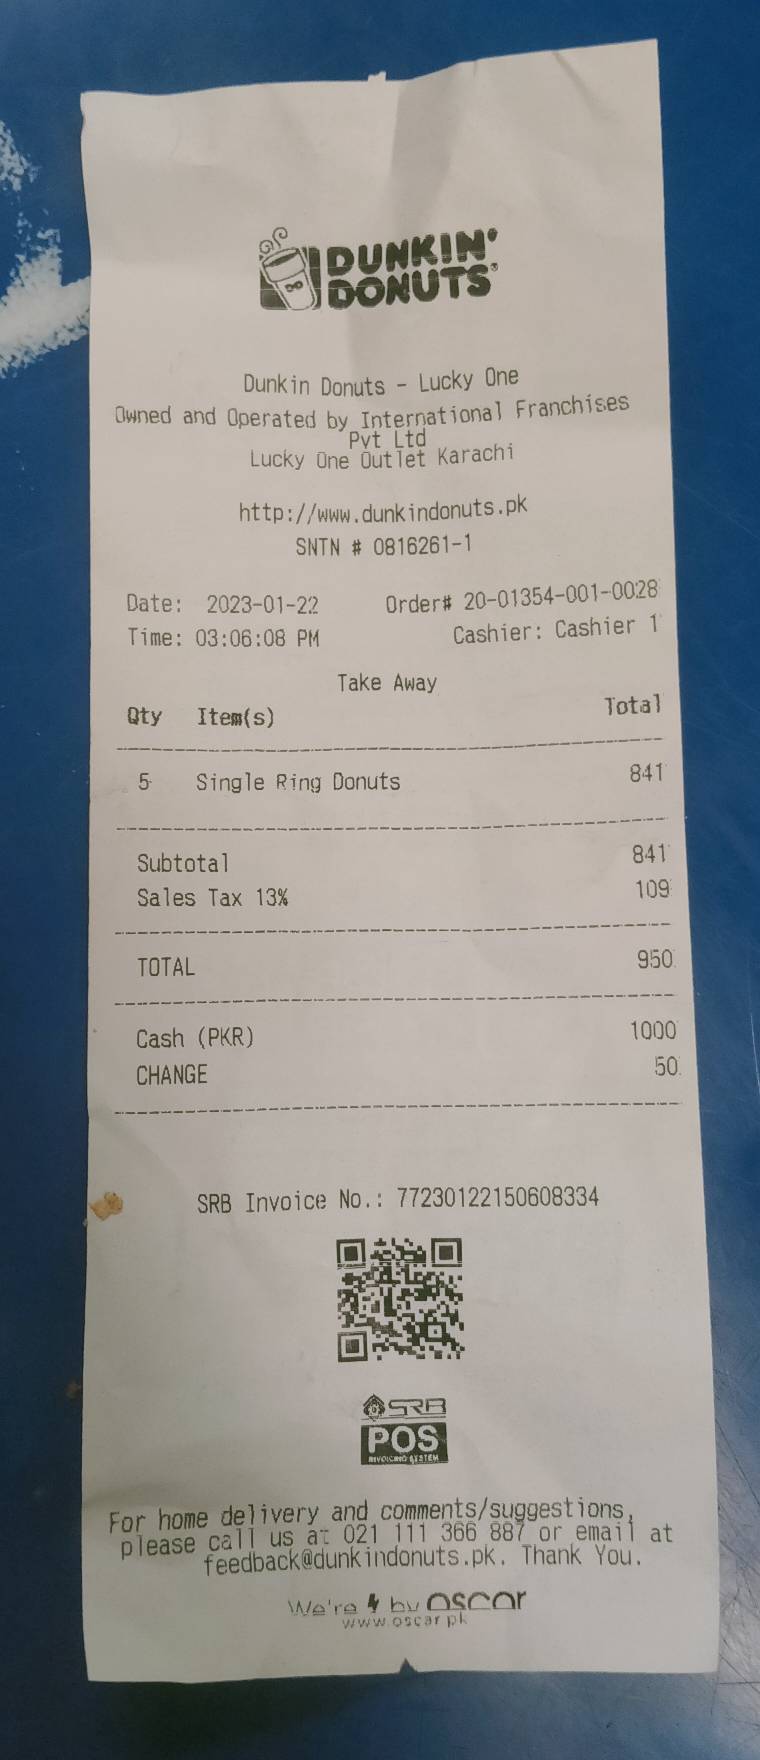 DUNKIN'
DONUTS®
Dunkin Donuts - Lucky One
Owned and Operated by International Franchises
Pvt Ltd
Lucky One Outlet Karachi
http://www.dunkindonuts.pk
SNTN # 0816261-1
Date: 2023-01-22 Order# 20-01354-001-0028
Time: 03:06:08 PM Cashier: Cashier 1
Take Away
Qty Item(s) Total
5 Single Ring Donuts 841
Subtotal 841
Sales Tax 13% 109
TOTAL 950
Cash (PKR) 1000
CHANGE 50
SRB Invoice No.: 77230122150608334
SRB
POS
INVOICING SYSTEM
For home delivery and comments/suggestions,
please call us at 021 111 366 887 or email at
feedback@dunkindonuts.pk. Thank You.
We're by oscar
www.oscar.pk